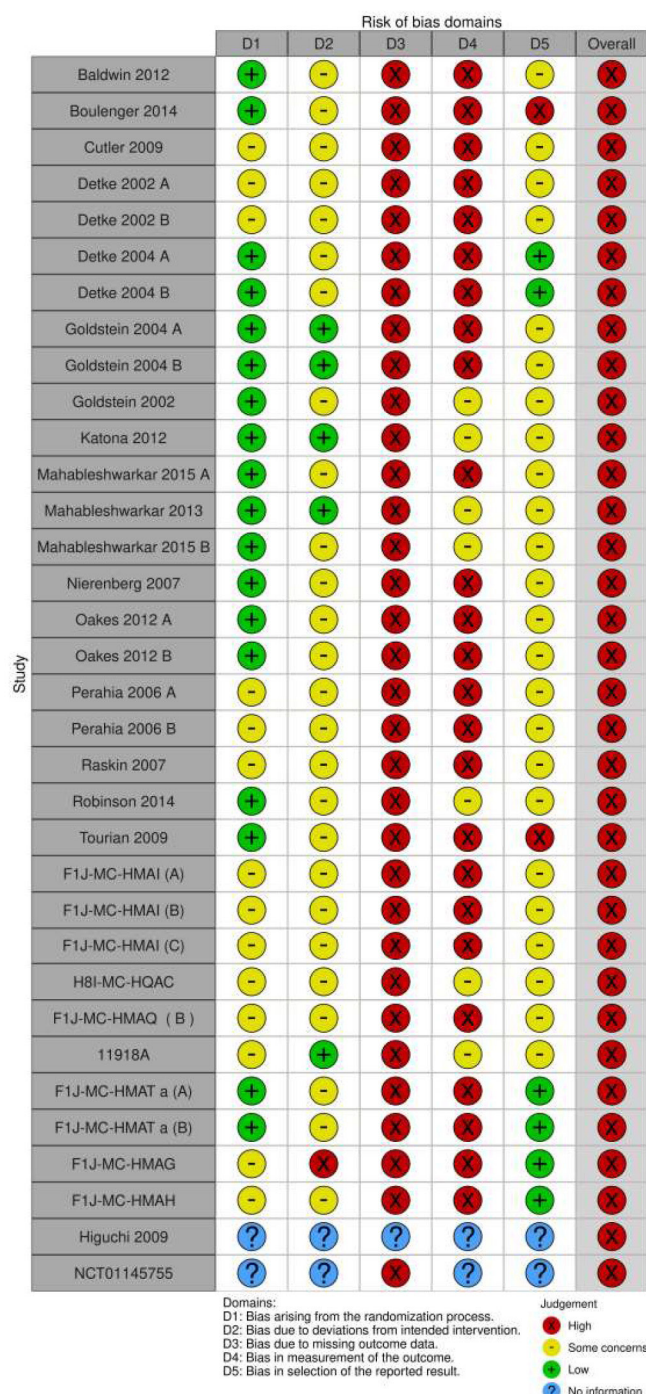 Risk of bias domains
D1 D2 D3 D4 D5 Overall
Baldwin 2012 + - X X - X
Boulenger 2014 + - X X X X
Cutler 2009 - - X X - X
Detke 2002 A - - X X - X
Detke 2002 B - - X X - X
Detke 2004 A + - X X + X
Detke 2004 B + - X X + X
Goldstein 2004 A + + X X - X
Goldstein 2004 B + + X X - X
Goldstein 2002 + - X - - X
Katona 2012 + + X - - X
Mahableshwarkar 2015 A + - X X - X
Mahableshwarkar 2013 + + X - - X
Mahableshwarkar 2015 B + - X - - X
Nierenberg 2007 + - X X - X
Oakes 2012 A + - X X - X
Oakes 2012 B + - X X - X
Study
Perahia 2006 A - - X X - X
Perahia 2006 B - - X X - X
Raskin 2007 - - X X - X
Robinson 2014 + - X - - X
Tourian 2009 + - X X X X
F1J-MC-HMAI (A) - - X X - X
F1J-MC-HMAI (B) - - X X - X
F1J-MC-HMAI (C) - - X X - X
H8I-MC-HQAC - - X - - X
F1J-MC-HMAQ ( B ) - - X X - X
11918A - + X - - X
F1J-MC-HMAT a (A) + - X X + X
F1J-MC-HMAT a (B) + - X X + X
F1J-MC-HMAG - X X X + X
F1J-MC-HMAH - - X X + X
Higuchi 2009 ? ? ? ? ? X
NCT01145755 ? ? X ? ? X
Domains:
D1: Bias arising from the randomization process.
D2: Bias due to deviations from intended intervention.
D3: Bias due to missing outcome data.
D4: Bias in measurement of the outcome.
D5: Bias in selection of the reported result.
Judgement
X High
- Some concerns
+ Low
? No information